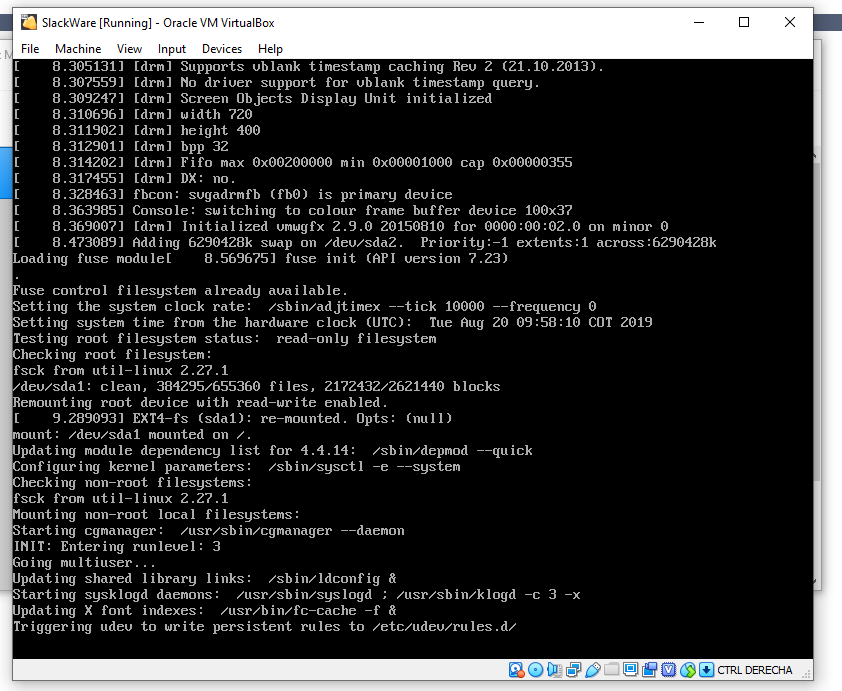 SlackWare [Running] - Oracle VM VirtualBox
File Machine View Input Devices Help
[    8.305131] [drm] Supports vblank timestamp caching Rev 2 (21.10.2013).
[    8.307559] [drm] No driver support for vblank timestamp query.
[    8.309247] [drm] Screen Objects Display Unit initialized
[    8.310696] [drm] width 720
[    8.311902] [drm] height 400
[    8.312901] [drm] bpp 32
[    8.314202] [drm] Fifo max 0x00200000 min 0x00001000 cap 0x00000355
[    8.317455] [drm] DX: no.
[    8.328463] fbcon: svgadrmfb (fb0) is primary device
[    8.363985] Console: switching to colour frame buffer device 100x37
[    8.369007] [drm] Initialized vmwgfx 2.9.0 20150810 for 0000:00:02.0 on minor 0
[    8.473089] Adding 6290428k swap on /dev/sda2.  Priority:-1 extents:1 across:6290428k
Loading fuse module[    8.569675] fuse init (API version 7.23)
.
Fuse control filesystem already available.
Setting the system clock rate:  /sbin/adjtimex --tick 10000 --frequency 0
Setting system time from the hardware clock (UTC):  Tue Aug 20 09:58:10 COT 2019
Testing root filesystem status:  read-only filesystem
Checking root filesystem:
fsck from util-linux 2.27.1
/dev/sda1: clean, 384295/655360 files, 2172432/2621440 blocks
Remounting root device with read-write enabled.
[    9.289093] EXT4-fs (sda1): re-mounted. Opts: (null)
mount: /dev/sda1 mounted on /.
Updating module dependency list for 4.4.14:  /sbin/depmod --quick
Configuring kernel parameters:  /sbin/sysctl -e --system
Checking non-root filesystems:
fsck from util-linux 2.27.1
Mounting non-root local filesystems:
Starting cgmanager:  /usr/sbin/cgmanager --daemon
INIT: Entering runlevel: 3
Going multiuser...
Updating shared library links:  /sbin/ldconfig &
Starting sysklogd daemons:  /usr/sbin/syslogd ; /usr/sbin/klogd -c 3 -x
Updating X font indexes:  /usr/bin/fc-cache -f &
Triggering udev to write persistent rules to /etc/udev/rules.d/
CTRL DERECHA